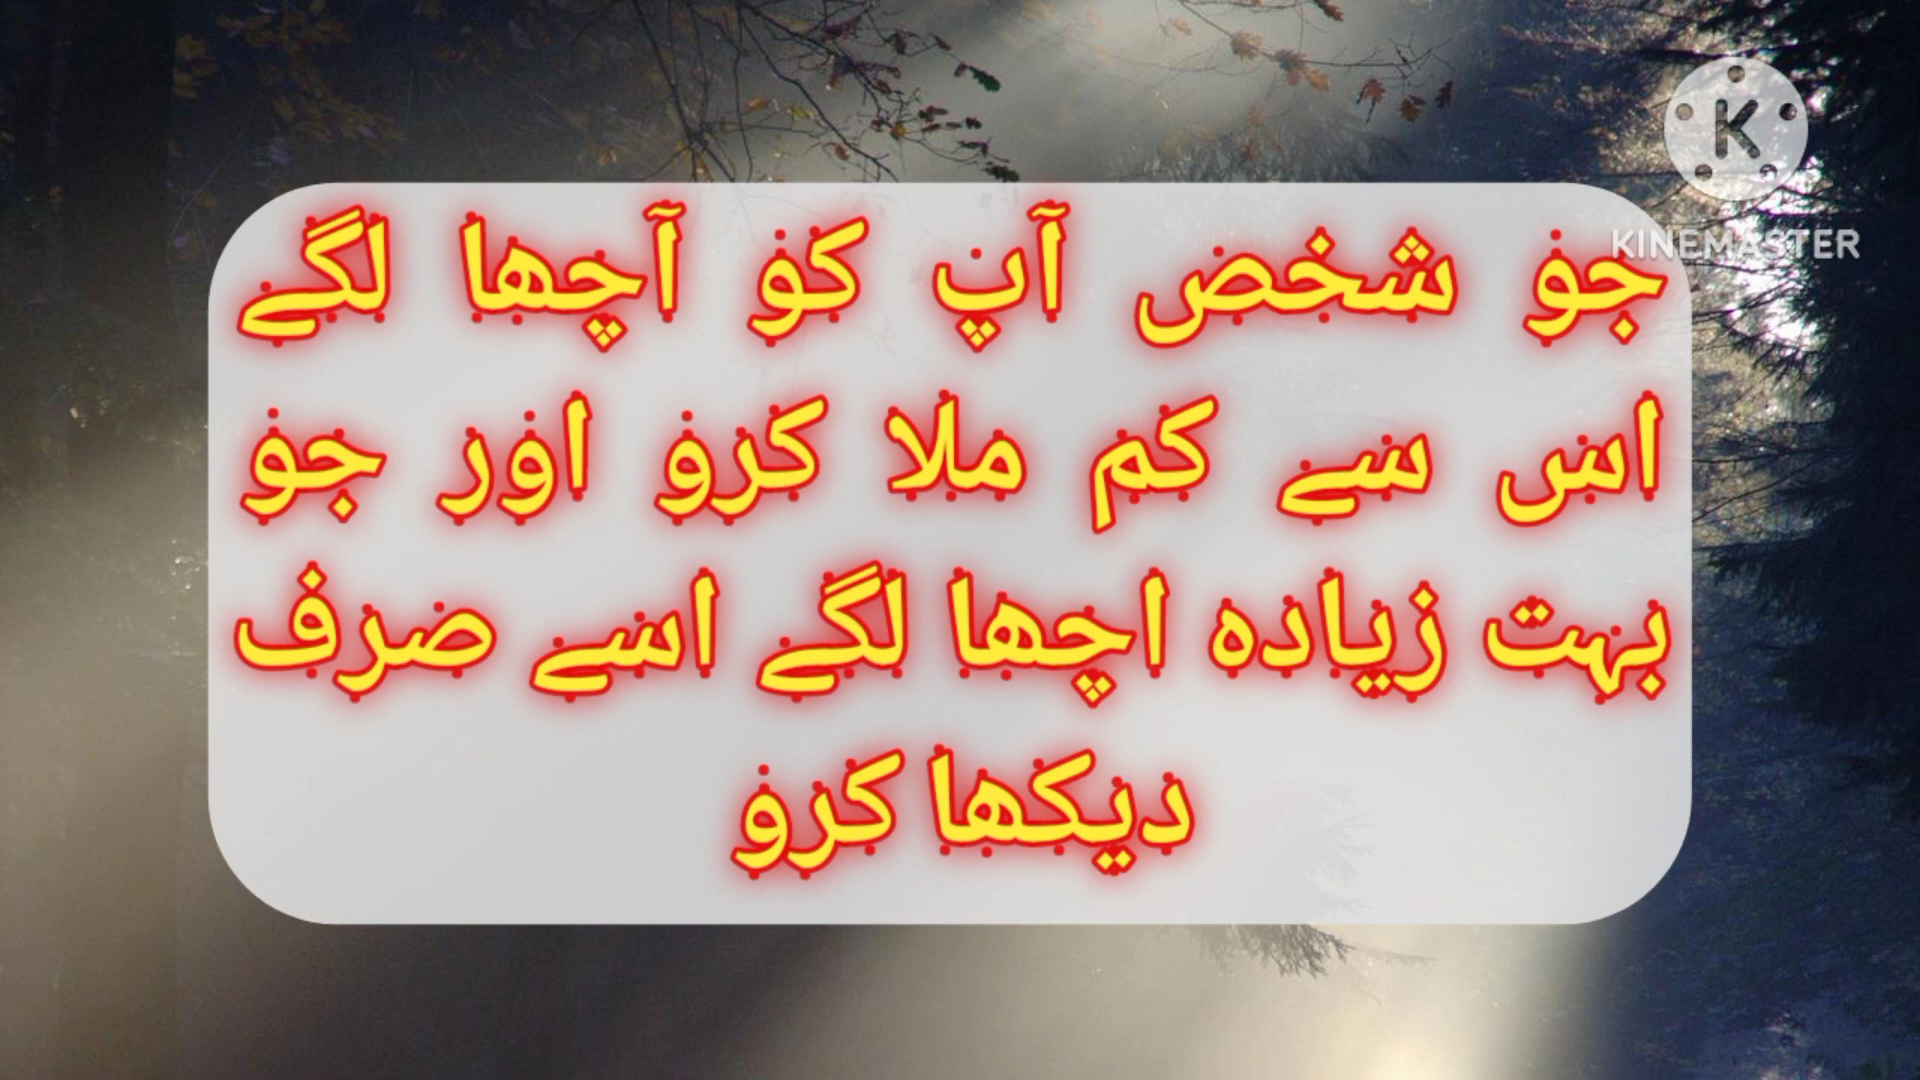 KINEMASTER
جو شخص آپ کو آچھا لگے
اس سے کم ملا کرو اور جو
بہت زیادہ اچھا لگے اسے صرف
دیکھا کرو